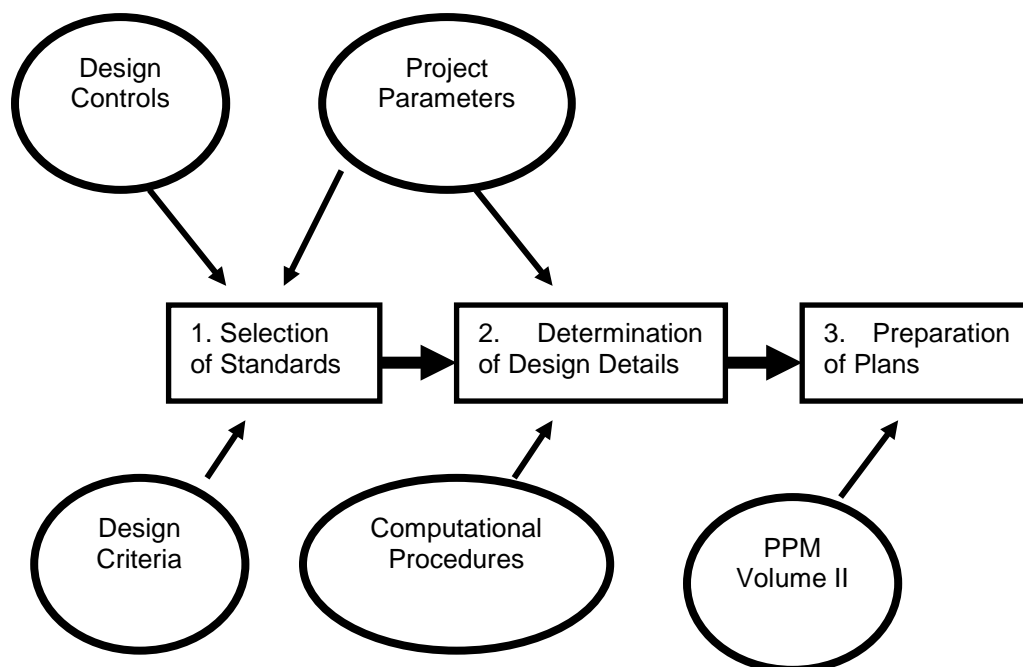 Design
Controls
Project
Parameters
1. Selection
of Standards
2. Determination
of Design Details
3. Preparation
of Plans
Design
Criteria
Computational
Procedures
PPM
Volume II